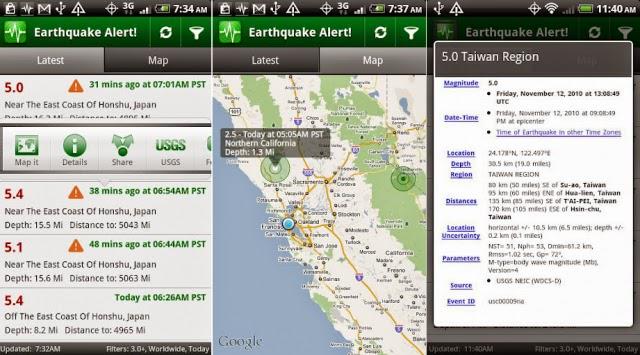 3G 7:34 AM
Earthquake Alert!
Latest Map
5.0 31 mins ago at 07:01AM PST
Near The East Coast Of Honshu, Japan
Map it Details Share USGS
5.4 38 mins ago at 06:54AM PST
Near The East Coast Of Honshu, Japan
Depth: 15.5 Mi Distance to: 5043 Mi
5.1 48 mins ago at 06:44AM PST
Near The East Coast Of Honshu, Japan
Depth: 15.6 Mi Distance to: 5063 Mi
5.4 Today at 06:26AM PST
Off The East Coast Of Honshu, Japan
Depth: 8.2 Mi Distance to: 4965 Mi
Updated: 7:32AM Filters: 3.0+, Worldwide, Today
3G 7:37 AM
Earthquake Alert!
Latest Map
2.5 - Today at 05:05AM PST
Northern California
Depth: 1.3 Mi
Santa Rosa
Sacramento
San Francisco
Oakland
San Jose
Google
11:40 AM
Earthquake Alert!
5.0 Taiwan Region
Magnitude 5.0
Date-Time
Friday, November 12, 2010 at 13:08:49
UTC
Friday, November 12, 2010 at 09:08:49
PM at epicenter
Time of Earthquake in other Time Zones
Location 24.178°N, 122.497°E
Depth 30.5 km (19.0 miles)
Region TAIWAN REGION
Distances
80 km (50 miles) SE of Su-ao, Taiwan
95 km (60 miles) ENE of Hua-lien, Taiwan
135 km (85 miles) SE of T'AI-PEI, Taiwan
170 km (105 miles) ESE of Hsin-chu,
Taiwan
Location Uncertainty
horizontal +/- 10.5 km (6.5 miles); depth +/-
0.2 km (0.1 miles)
Parameters
NST= 51, Nph= 53, Dmin=61.2 km,
Rmss=1.02 sec, Gp= 72°,
M-type=body wave magnitude (Mb),
Version=4
Source USGS NEIC (WDCS-D)
Event ID usc00009na
Updated: 11:40AM Filters: 3.0+, Worldwide, Today